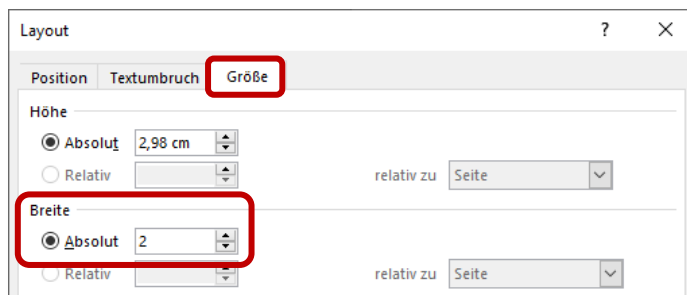 Layout ?
Position Textumbruch Größe
Höhe
Absolut 2,98 cm
Relativ relativ zu Seite
Breite
Absolut 2
Relativ relativ zu Seite